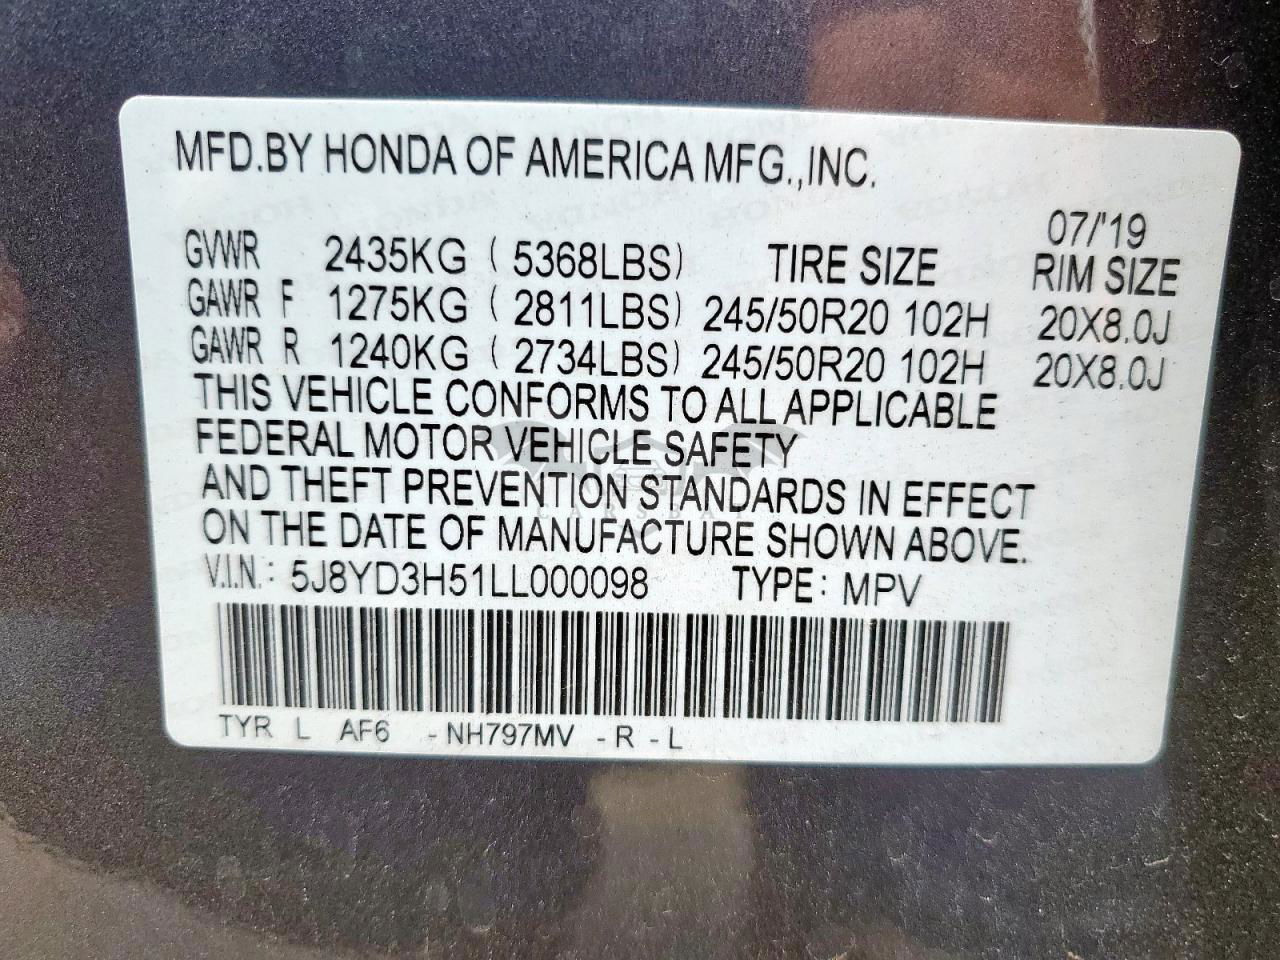 MFD.BY HONDA OF AMERICA MFG.,INC.
07/'19
GVWR 2435KG ( 5368LBS) TIRE SIZE RIM SIZE
GAWR F 1275KG ( 2811LBS) 245/50R20 102H 20X8.0J
GAWR R 1240KG ( 2734LBS) 245/50R20 102H 20X8.0J
THIS VEHICLE CONFORMS TO ALL APPLICABLE
FEDERAL MOTOR VEHICLE SAFETY
AND THEFT PREVENTION STANDARDS IN EFFECT
CARSBAT
ON THE DATE OF MANUFACTURE SHOWN ABOVE.
V.I.N.: 5J8YD3H51LL000098 TYPE: MPV
TYR L AF6 -NH797MV -R -L